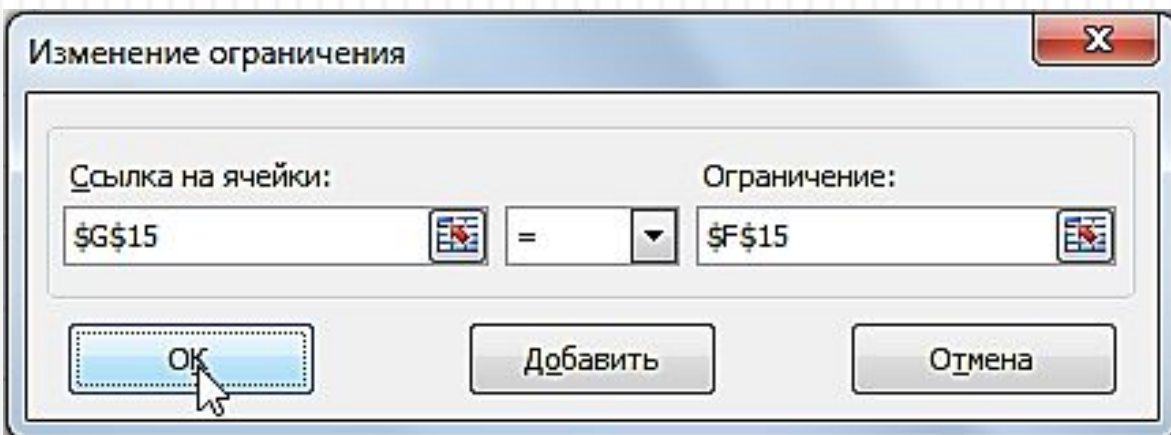 Изменение ограничения
Ссылка на ячейки: Ограничение:
$G$15 = $F$15
ОК Добавить Отмена